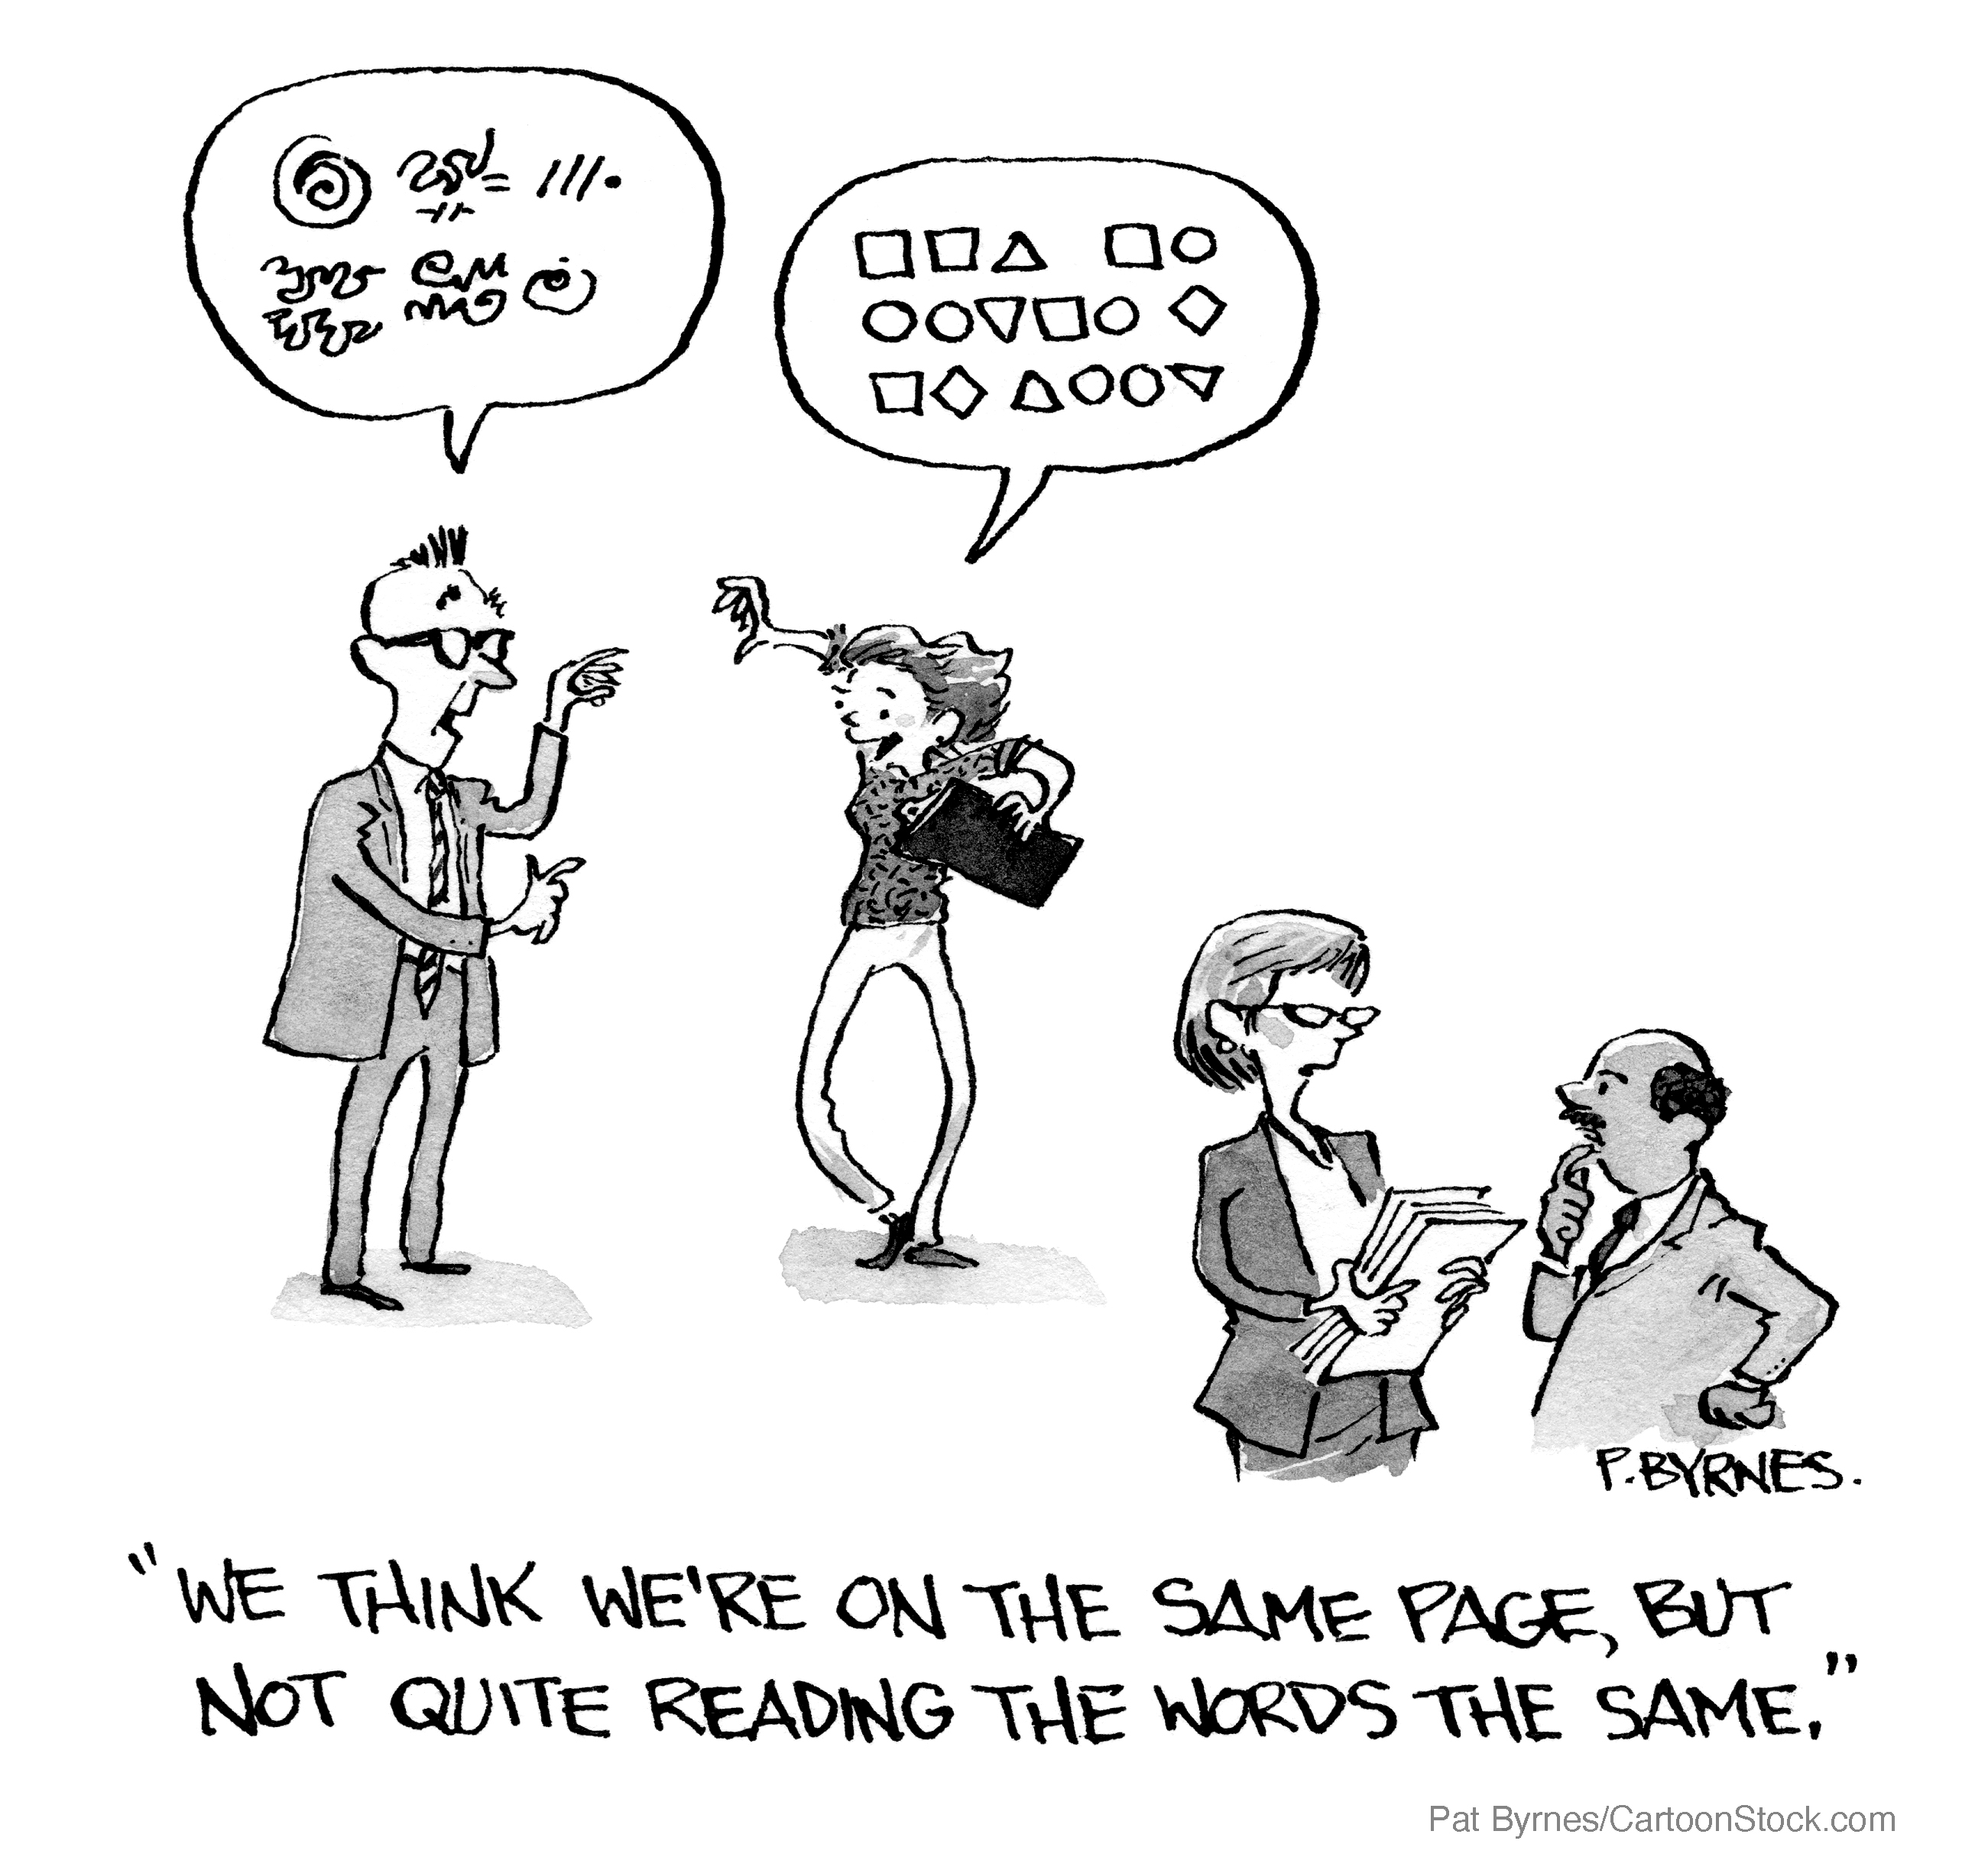 P. BYRNES.
"WE THINK WE'RE ON THE SAME PAGE, BUT
NOT QUITE READING THE WORDS THE SAME."
Pat Byrnes/CartoonStock.com